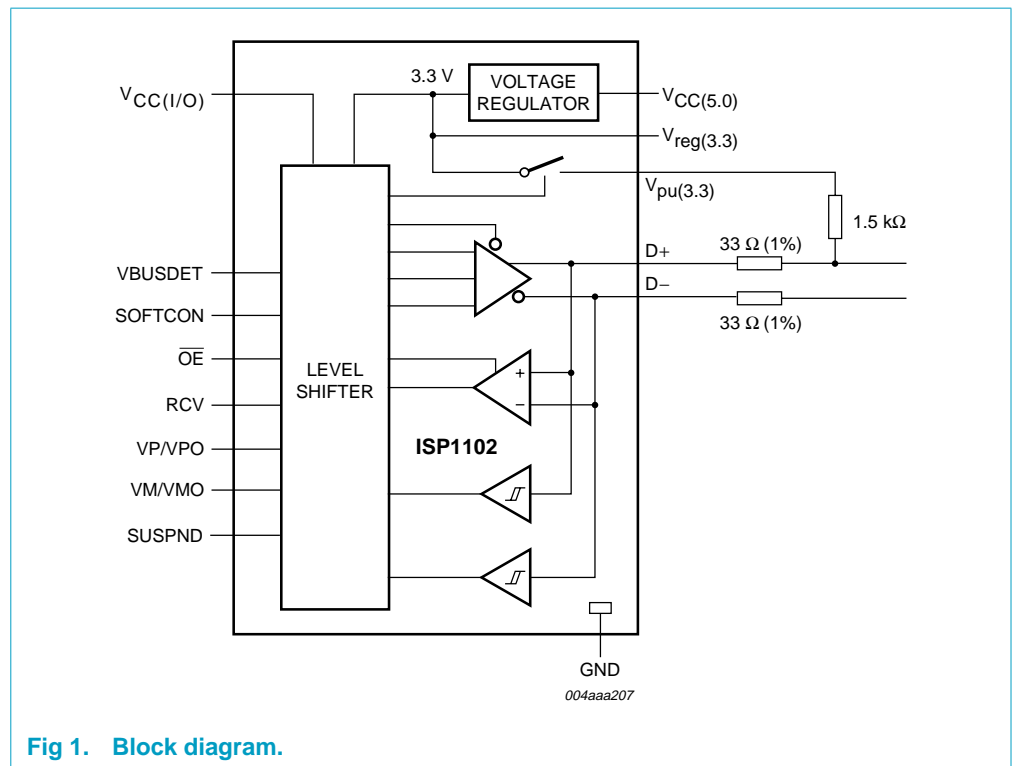 3.3 V
VOLTAGE
REGULATOR
VCC(I/O)
VCC(5.0)
Vreg(3.3)
Vpu(3.3)
1.5 kΩ
D+
33 Ω (1%)
D−
33 Ω (1%)
VBUSDET
SOFTCON
OE
RCV
VP/VPO
VM/VMO
SUSPND
LEVEL
SHIFTER
+
−
ISP1102
GND
004aaa207
Fig 1. Block diagram.